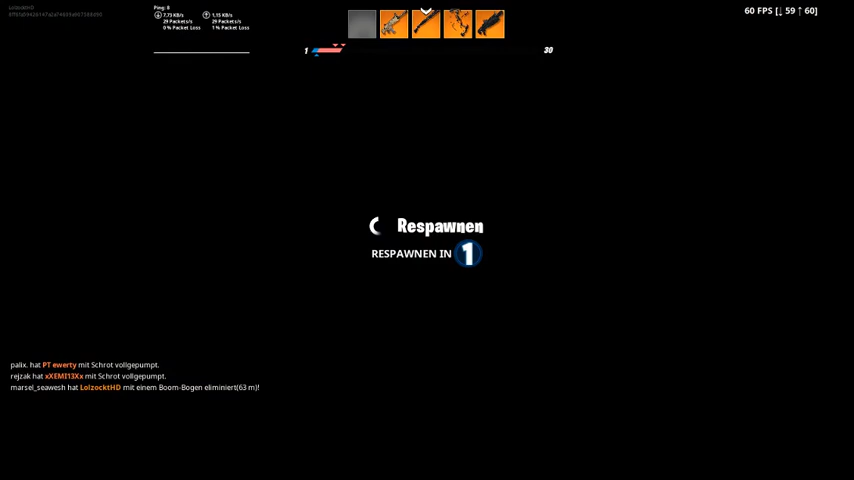 LolzocktHD
Ping: 8
7,73 KB/s 1,15 KB/s
29 Packets/s 29 Packets/s
0 % Packet Loss 1 % Packet Loss
60 FPS [↓ 59 ↑ 60]
1 30
Respawnen
RESPAWNEN IN 1
palix. hat PT ewerty mit Schrot vollgepumpt.
rejzak hat xXEMI13Xx mit Schrot vollgepumpt.
marsel_seawesh hat LolzocktHD mit einem Boom-Bogen eliminiert(63 m)!